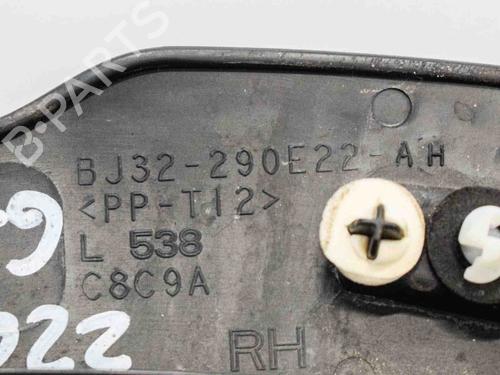 B-PARTS
BJ32-290E22-AH
<PP-T12>
L 538
C8C9A
RH